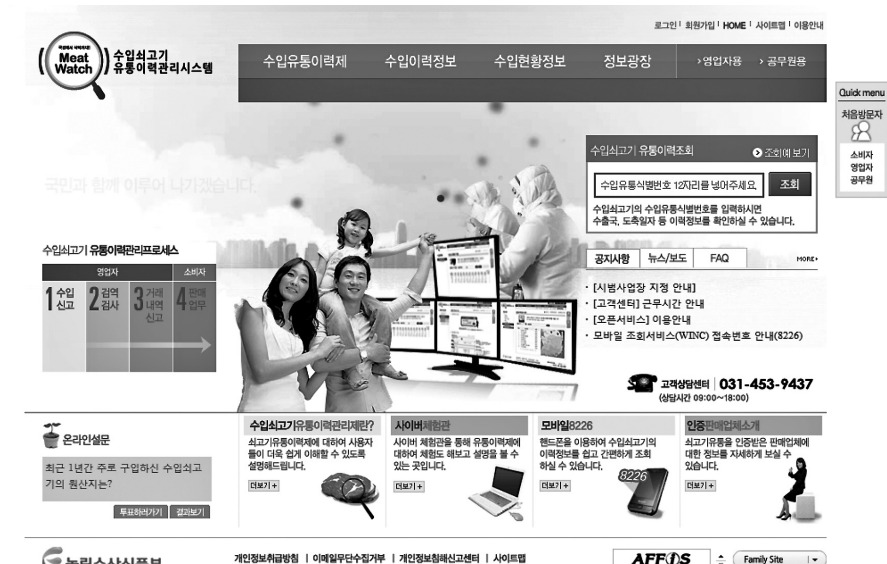 로그인 | 회원가입 | HOME | 사이트맵 | 이용안내
Meat
Watch
수입쇠고기
유통이력관리시스템
수입유통이력제 수입이력정보 수입현황정보 정보광장 >영업자용 > 공무원용
Quick menu
처음방문자
소비자
영업자
공무원
국민과 함께 이루어 나가겠습니다.
수입쇠고기 유통이력조회 조회예보기
수입유통식별번호 12자리를 넣어주세요 조회
수입쇠고기의 수입유통식별번호를 입력하시면
수출국, 도축일자 등 이력정보를 확인하실 수 있습니다.
수입쇠고기 유통이력관리프로세스
영업자 소비자
1 수입신고 2 검역검사 3 거래내역신고 4 판매업무
공지사항 뉴스/보도 FAQ MORE
· [시범사업장 지정 안내]
· [고객센터] 근무시간 안내
· [오픈서비스] 이용안내
· 모바일 조회서비스(WINC) 접속번호 안내(8226)
고객상담센터 | 031-453-9437
(상담시간 09:00~18:00)
온라인설문
최근 1년간 주로 구입하신 수입쇠고
기의 원산지는?
투표하러가기 결과보기
수입쇠고기유통이력관리제란?
쇠고기유통이력제에 대하여 사용자
들이 더욱 쉽게 이해할 수 있도록
설명해드립니다.
더보기 +
사이버체험관
사이버 체험관을 통해 유통이력제에
대하여 체험도 해보고 설명을 볼 수
있는 곳입니다.
더보기 +
모바일8226
핸드폰을 이용하여 수입쇠고기의
이력정보를 쉽고 간편하게 조회
하실 수 있습니다.
더보기 +
8226
인증판매업체소개
쇠고기유통을 인증받은 판매업체에
대한 정보를 자세하게 보실 수
있습니다.
더보기 +
농림수산식품부
개인정보취급방침 | 이메일무단수집거부 | 개인정보침해신고센터 | 사이트맵
AFFIS
Family Site